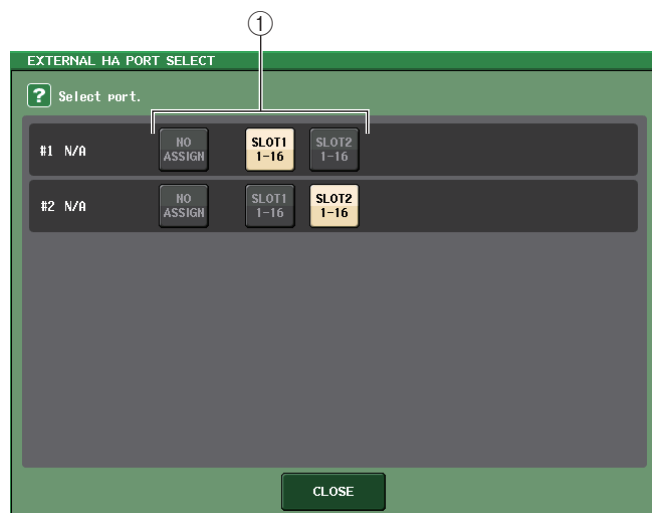 ①
EXTERNAL HA PORT SELECT
? Select port.
#1 N/A
NO ASSIGN
SLOT1 1-16
SLOT2 1-16
#2 N/A
NO ASSIGN
SLOT1 1-16
SLOT2 1-16
CLOSE